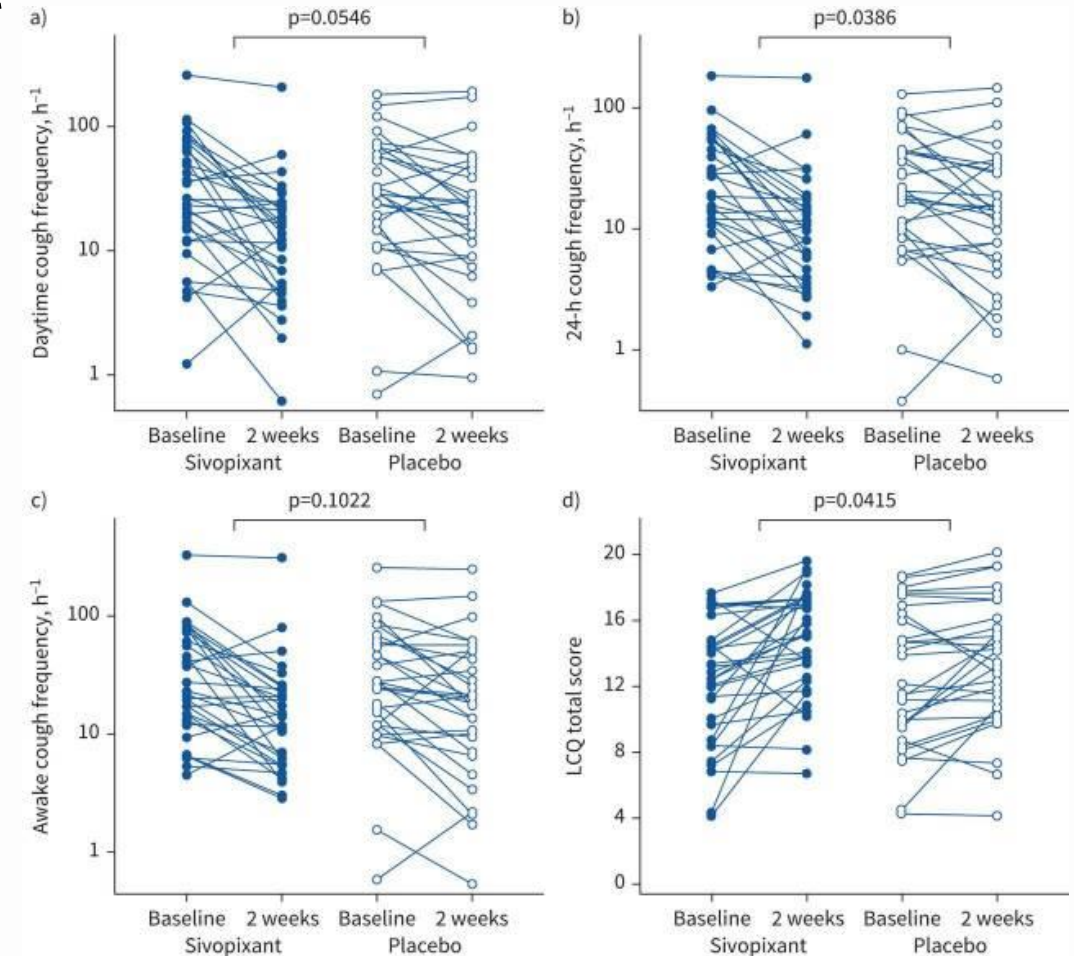 a)
p=0.0546
Daytime cough frequency, h⁻¹
100
10
1
Baseline 2 weeks Baseline 2 weeks
Sivopixant Placebo
b)
p=0.0386
24-h cough frequency, h⁻¹
100
10
1
Baseline 2 weeks Baseline 2 weeks
Sivopixant Placebo
c)
p=0.1022
Awake cough frequency, h⁻¹
100
10
1
Baseline 2 weeks Baseline 2 weeks
Sivopixant Placebo
d)
p=0.0415
LCQ total score
20
16
12
8
4
0
Baseline 2 weeks Baseline 2 weeks
Sivopixant Placebo